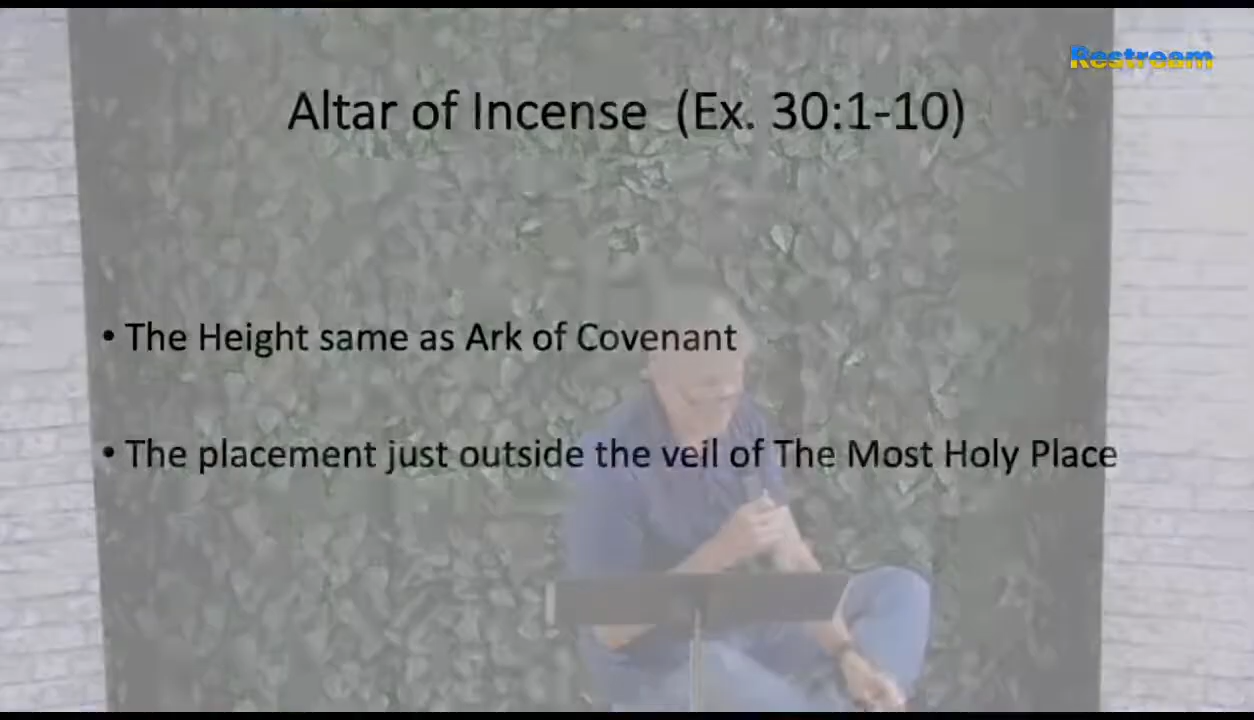 Restream
Altar of Incense (Ex. 30:1-10)
• The Height same as Ark of Covenant
• The placement just outside the veil of The Most Holy Place